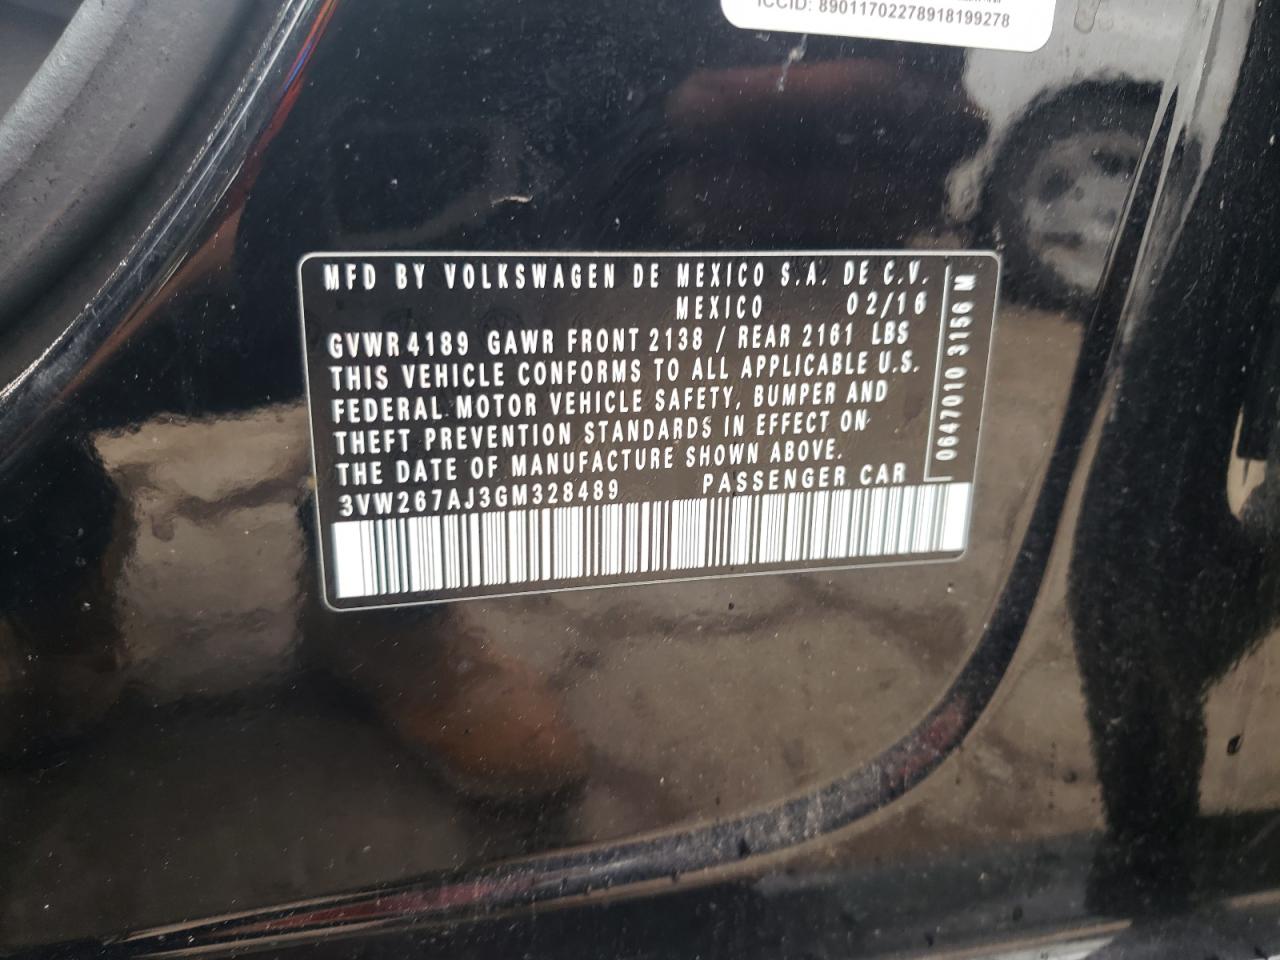 ICCID: 89011702278918199278
MFD BY VOLKSWAGEN DE MEXICO S.A. DE C.V.
MEXICO 02/16
GVWR 4189 GAWR FRONT 2138 / REAR 2161 LBS
THIS VEHICLE CONFORMS TO ALL APPLICABLE U.S.
FEDERAL MOTOR VEHICLE SAFETY, BUMPER AND
THEFT PREVENTION STANDARDS IN EFFECT ON
THE DATE OF MANUFACTURE SHOWN ABOVE.
3VW267AJ3GM328489 PASSENGER CAR
0647010 3156 M